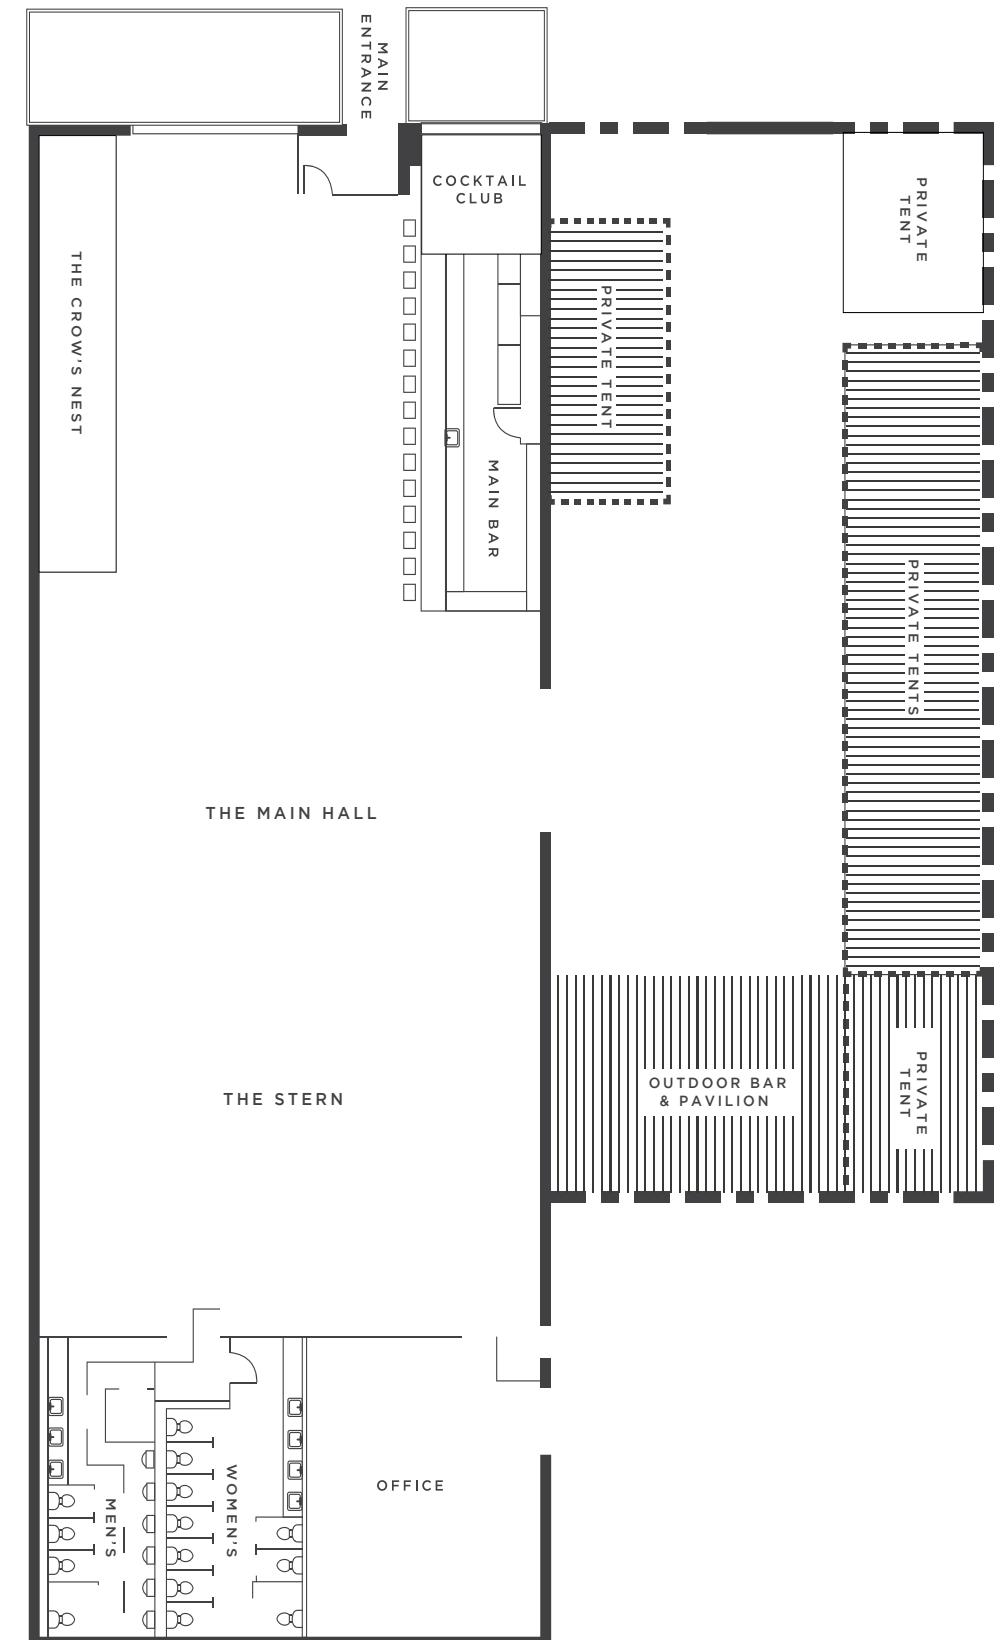 MAIN
ENTRANCE
COCKTAIL
CLUB
PRIVATE
TENT
THE CROW'S NEST
PRIVATE TENT
MAIN BAR
PRIVATE TENTS
THE MAIN HALL
THE STERN
OUTDOOR BAR
& PAVILION
PRIVATE
TENT
MEN'S
WOMEN'S
OFFICE